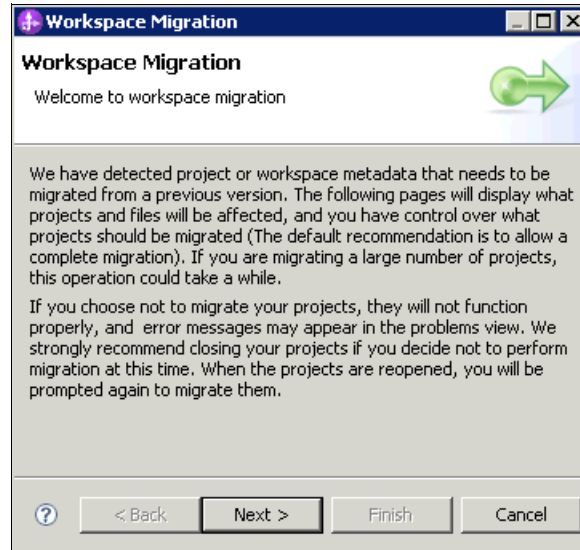 Workspace Migration
Workspace Migration
Welcome to workspace migration
We have detected project or workspace metadata that needs to be
migrated from a previous version. The following pages will display what
projects and files will be affected, and you have control over what
projects should be migrated (The default recommendation is to allow a
complete migration). If you are migrating a large number of projects,
this operation could take a while.
If you choose not to migrate your projects, they will not function
properly, and  error messages may appear in the problems view. We
strongly recommend closing your projects if you decide not to perform
migration at this time. When the projects are reopened, you will be
prompted again to migrate them.
? < Back Next > Finish Cancel